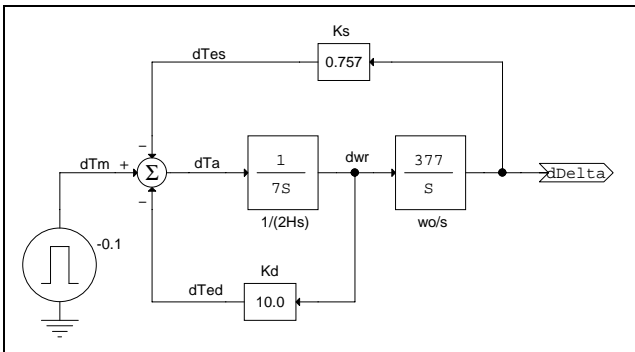 Ks
dTes
0.757
−
dTm
+
Σ
dTa
1
7S
1/(2Hs)
dwr
377
S
wo/s
dDelta
−
-0.1
Kd
dTed
10.0